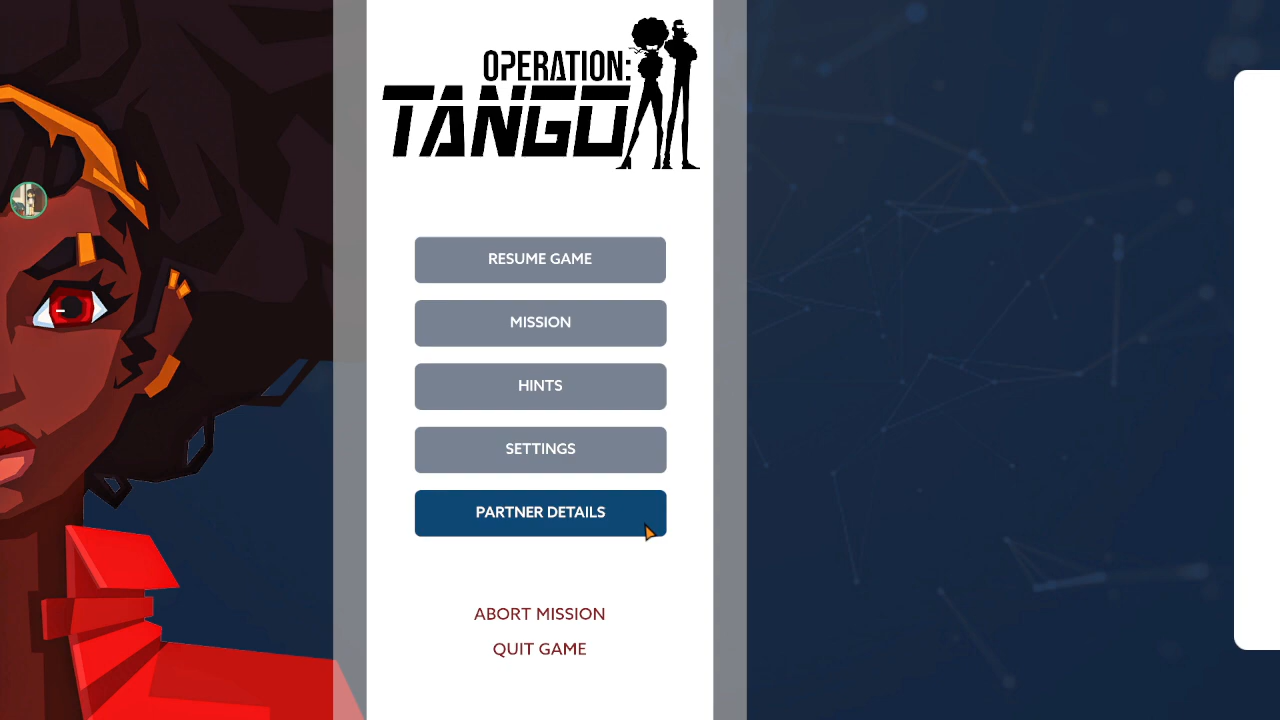 OPERATION:
TANGO
RESUME GAME
MISSION
HINTS
SETTINGS
PARTNER DETAILS
ABORT MISSION
QUIT GAME